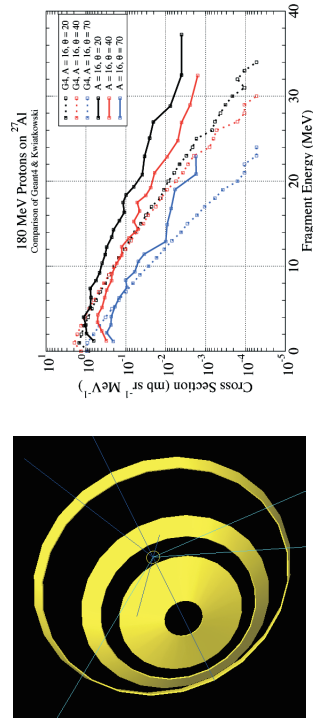 180 MeV Protons on ²⁷Al
Comparison of Geant4 & Kwiatkowski
G4, A = 16, θ = 20
G4, A = 16, θ = 40
G4, A = 16, θ = 70
A = 16, θ = 20
A = 16, θ = 40
A = 16, θ = 70
Cross Section (mb sr⁻¹ MeV⁻¹)
10¹
10⁰
10⁻¹
10⁻²
10⁻³
10⁻⁴
10⁻⁵
0
10
20
30
40
Fragment Energy (MeV)